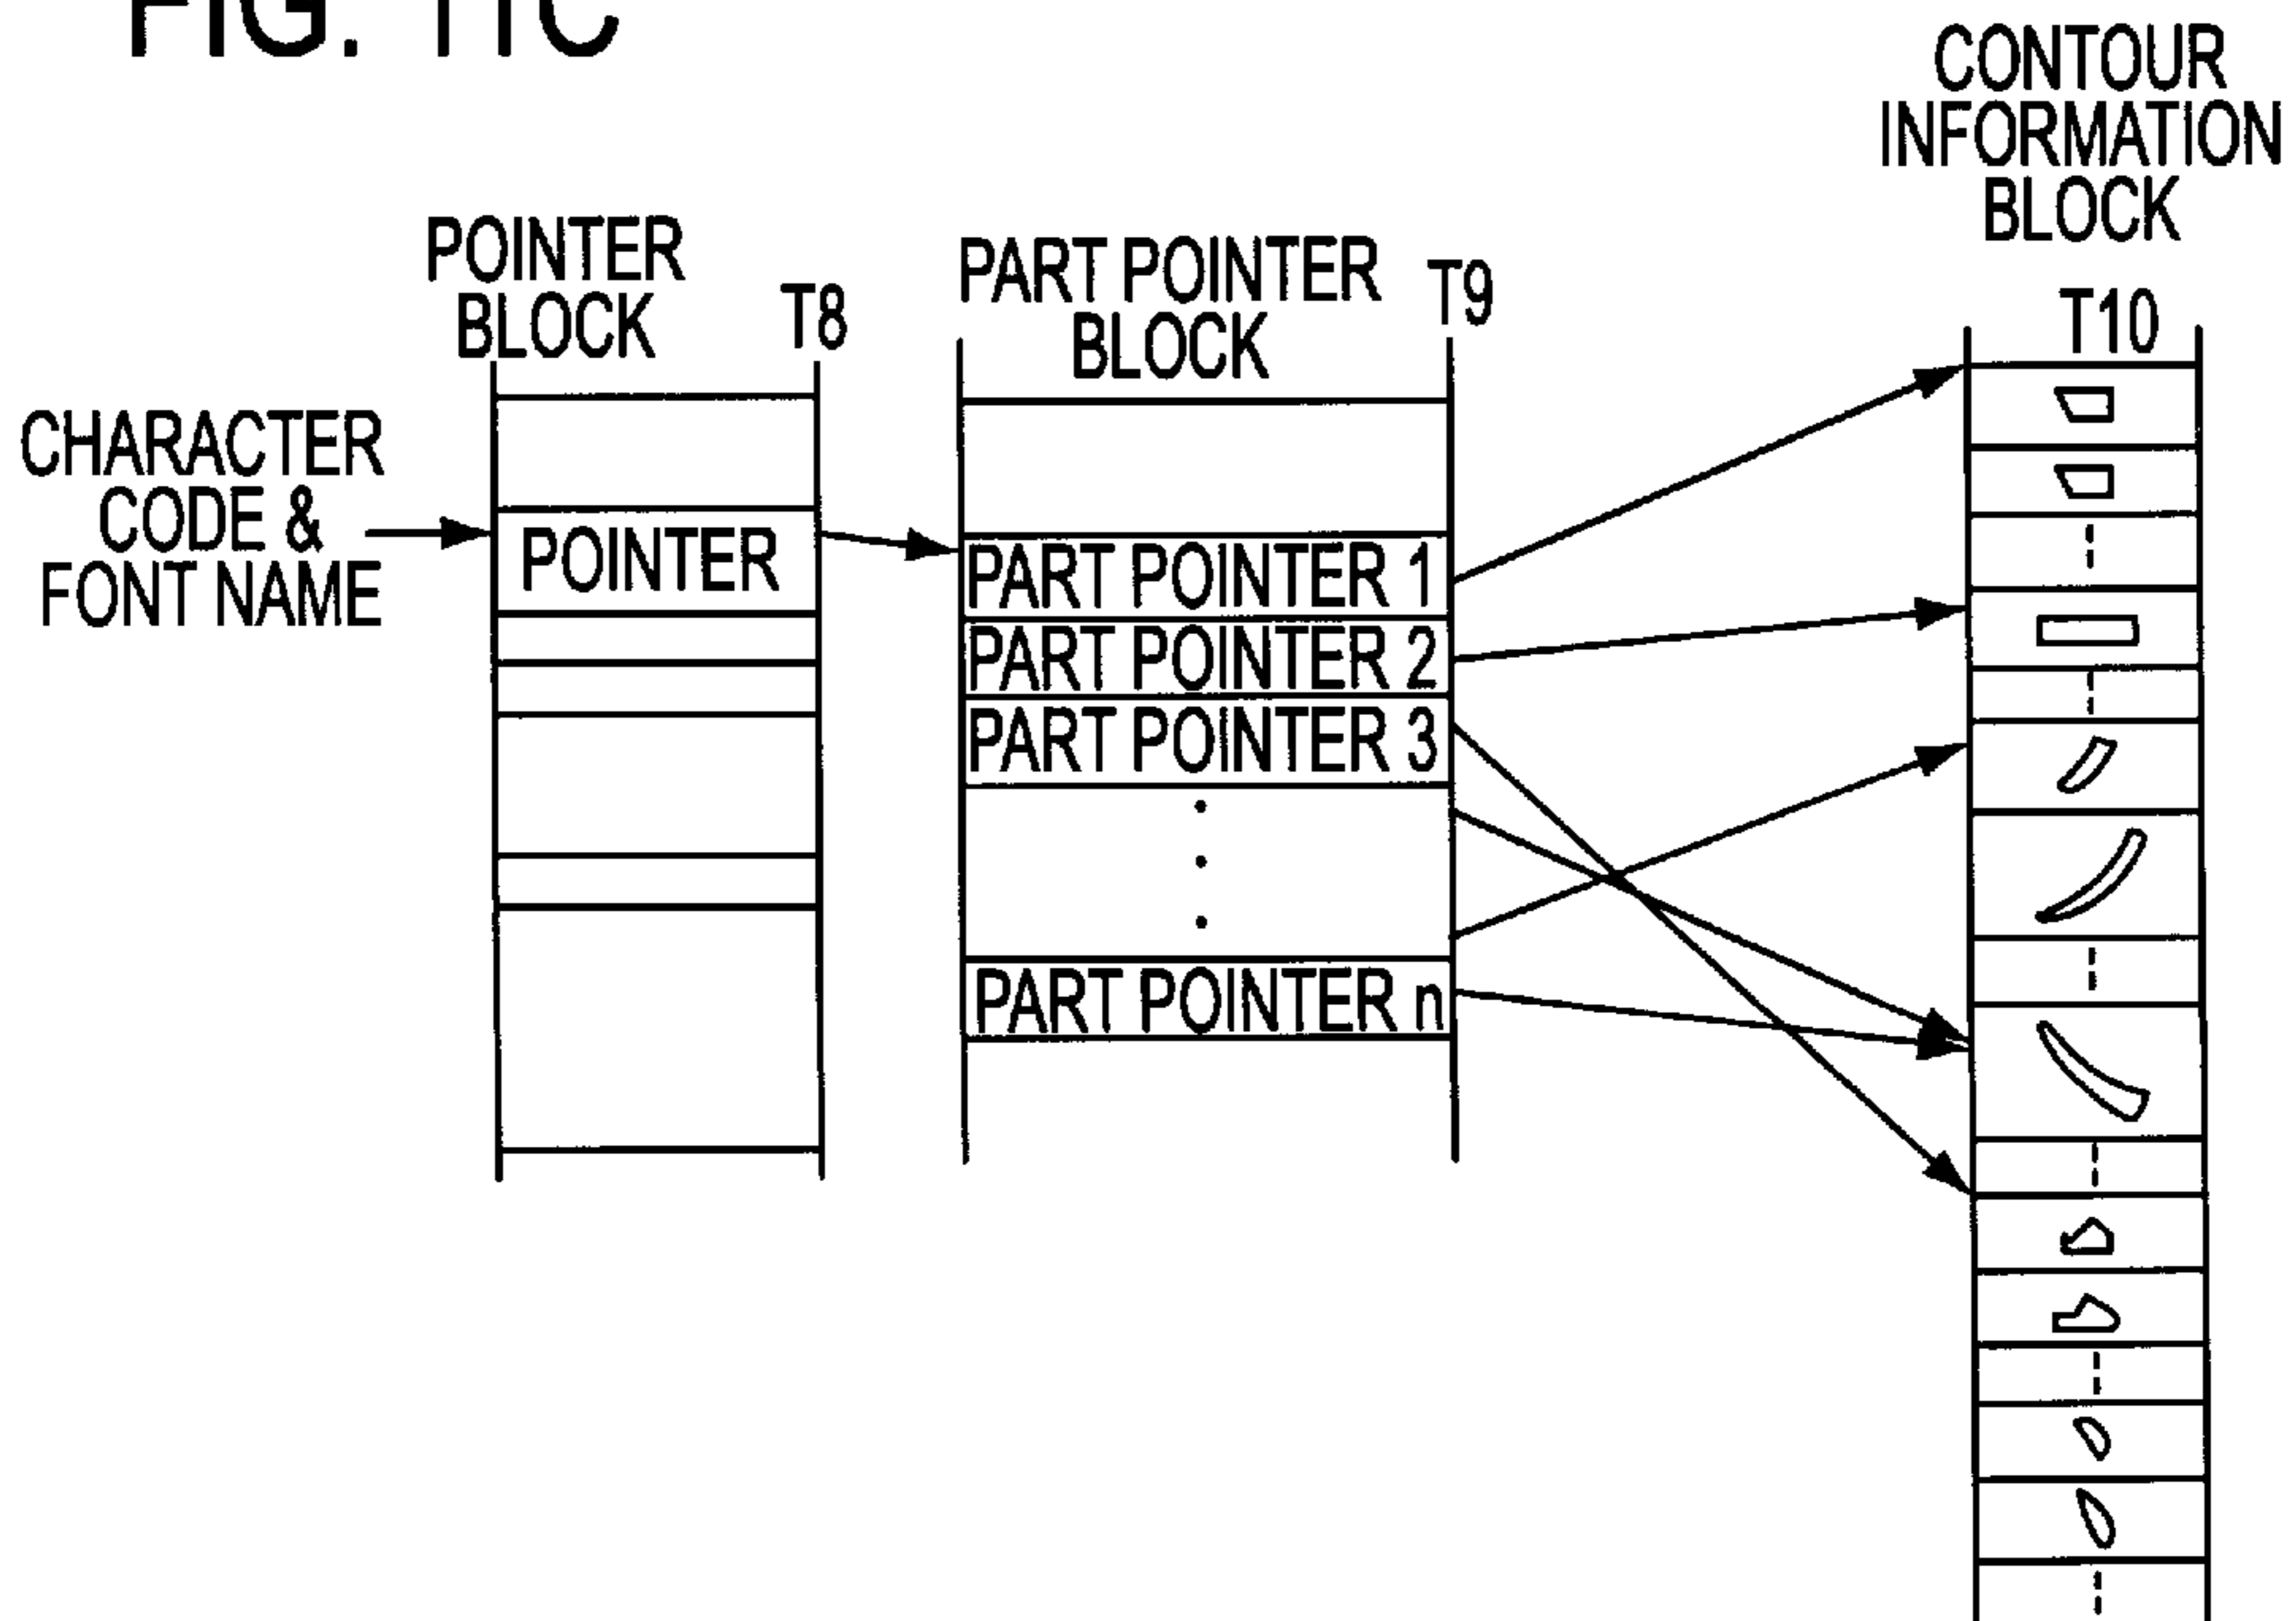 FIG. 11C
CONTOUR
INFORMATION
BLOCK
POINTER
BLOCK
T8
PART POINTER
BLOCK
T9
T10
CHARACTER
CODE &
FONT NAME
POINTER
PART POINTER 1
PART POINTER 2
PART POINTER 3
PART POINTER n